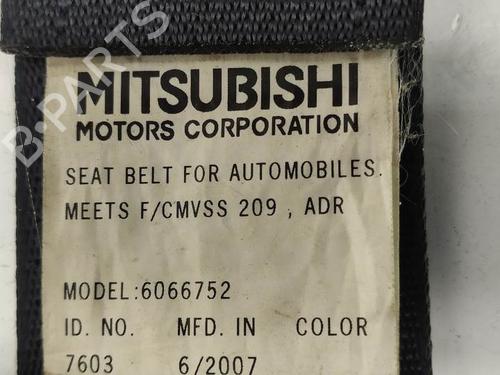 MITSUBISHI
MOTORS CORPORATION
SEAT BELT FOR AUTOMOBILES.
MEETS F/CMVSS 209 , ADR
MODEL:6066752
ID. NO. MFD. IN COLOR
7603 6/2007
B-PARTS